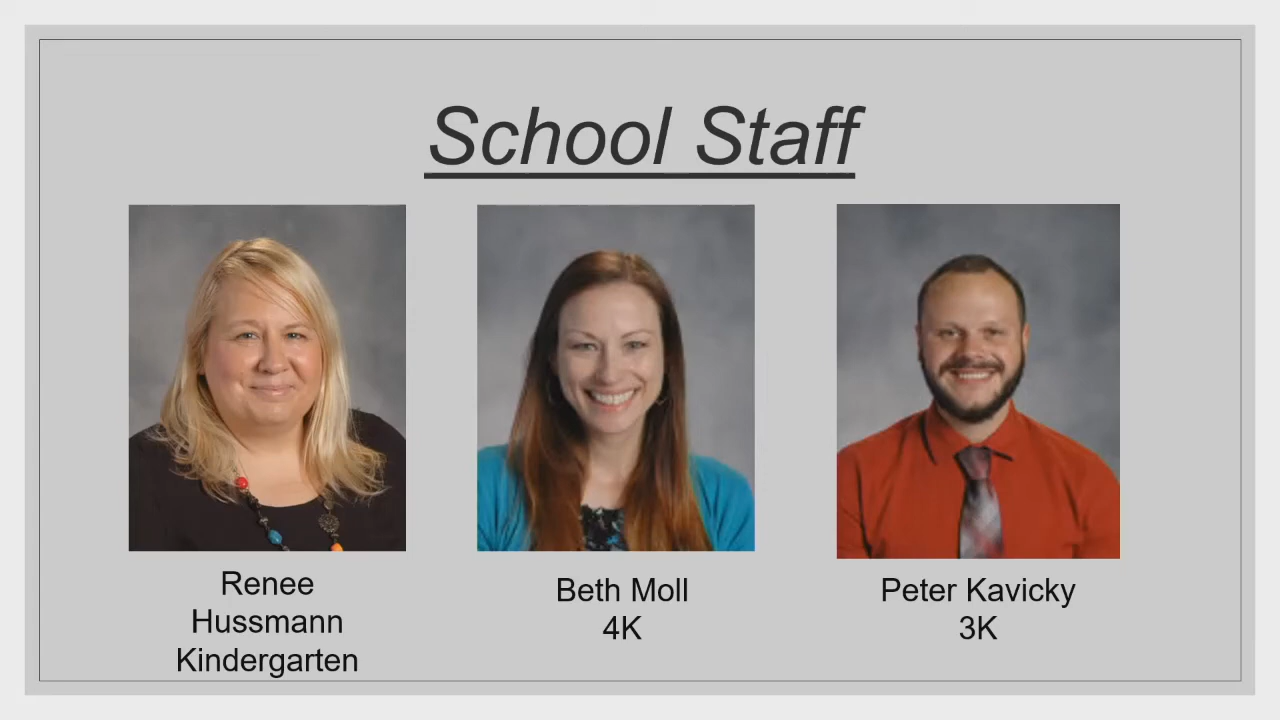 School Staff
Renee
Hussmann
Kindergarten
Beth Moll
4K
Peter Kavicky
3K